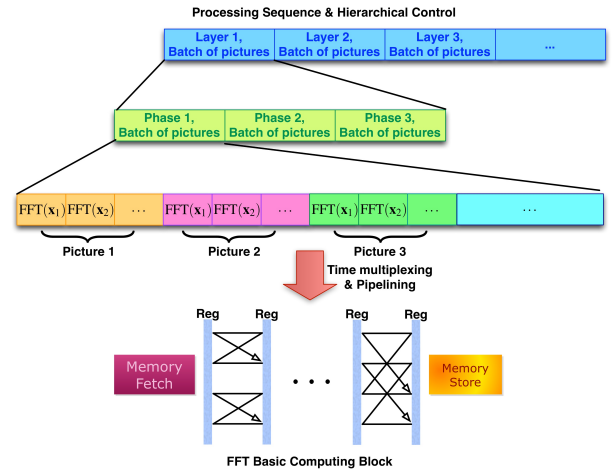 Processing Sequence & Hierarchical Control
Layer 1, Layer 2, Layer 3, ...
Batch of pictures Batch of pictures Batch of pictures
Phase 1, Phase 2, Phase 3,
Batch of pictures Batch of pictures Batch of pictures
FFT(x₁) FFT(x₂) ... FFT(x₁) FFT(x₂) ... FFT(x₁) FFT(x₂) ... ...
Picture 1 Picture 2 Picture 3
Time multiplexing
& Pipelining
Reg Reg Reg Reg
Memory
Fetch
. . .
Memory
Store
FFT Basic Computing Block